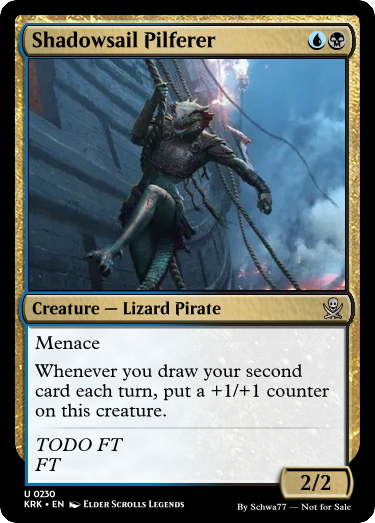 Shadowsail Pilferer
Creature — Lizard Pirate
Menace
Whenever you draw your second
card each turn, put a +1/+1 counter
on this creature.
TODO FT
FT
2/2
U 0230
KRK • EN Elder Scrolls Legends
By Schwa77 — Not for Sale